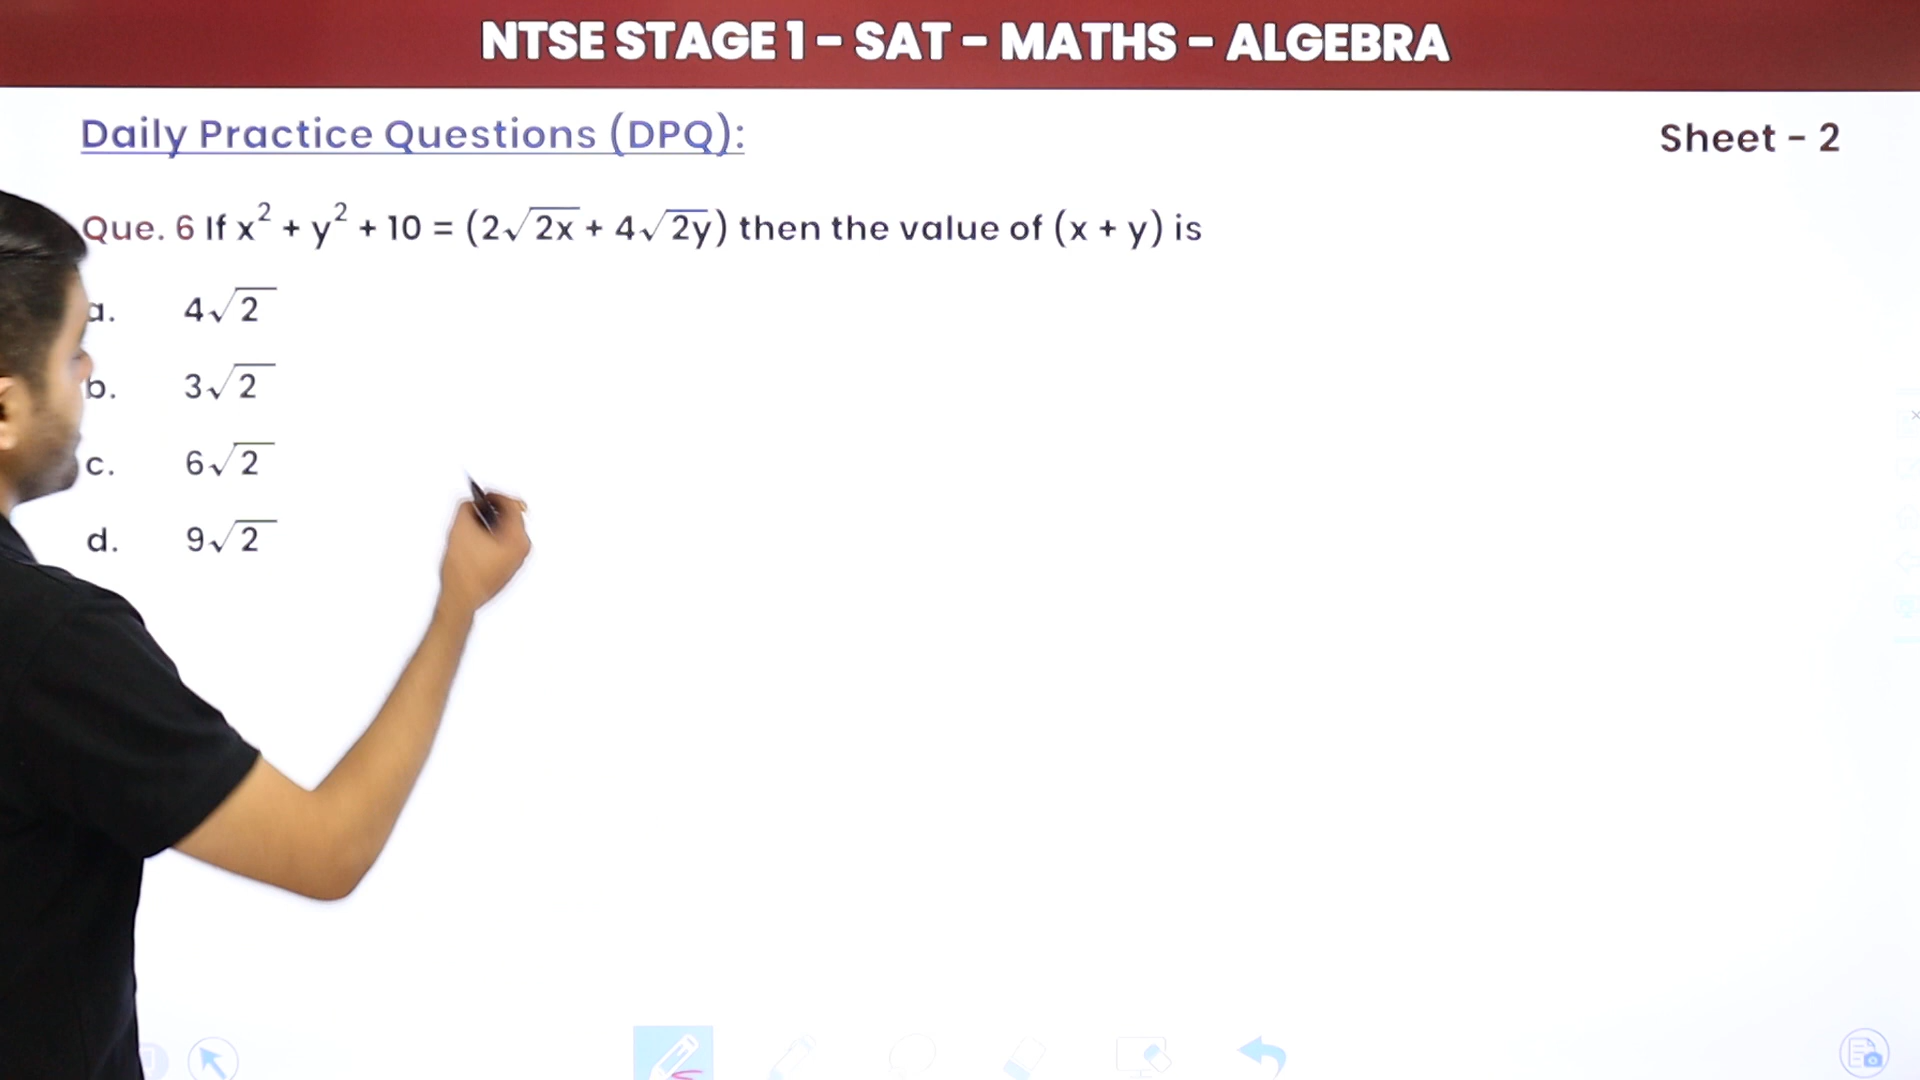 NTSE STAGE 1 – SAT – MATHS – ALGEBRA
Daily Practice Questions (DPQ):
Sheet – 2
Que. 6 If x² + y² + 10 = (2√2x + 4√2y) then the value of (x + y) is
a. 4√2
b. 3√2
c. 6√2
d. 9√2